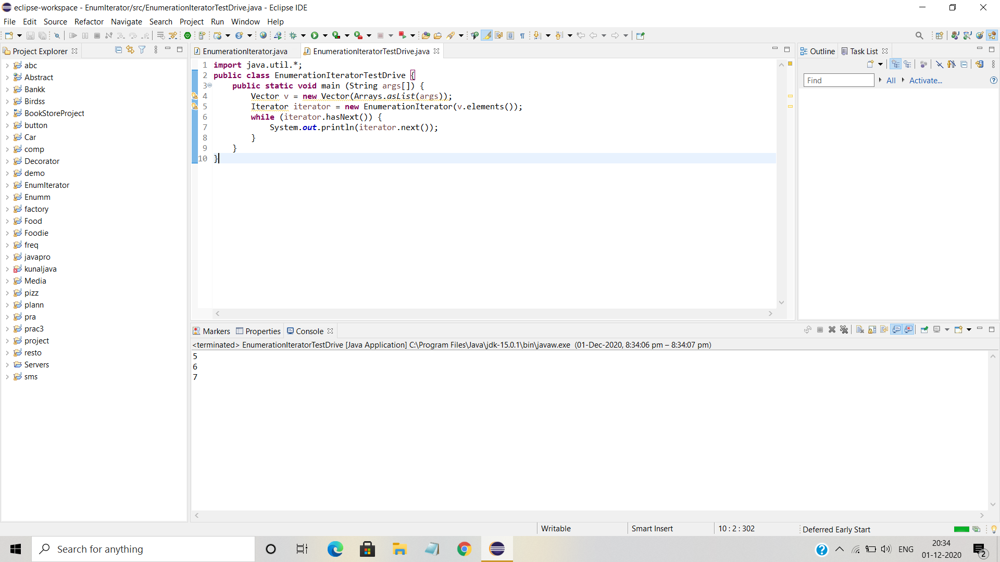 eclipse-workspace - EnumIterator/src/EnumerationIteratorTestDrive.java - Eclipse IDE
File Edit Source Refactor Navigate Search Project Run Window Help
Project Explorer
abc
Abstract
Bankk
Birdss
BookStoreProject
button
Car
comp
Decorator
demo
EnumIterator
Enumm
factory
Food
Foodie
freq
javapro
kunaljava
Media
pizz
plann
pra
prac3
project
resto
Servers
sms
EnumerationIterator.java EnumerationIteratorTestDrive.java
1 import java.util.*;
2 public class EnumerationIteratorTestDrive {
3 public static void main (String args[]) {
4 Vector v = new Vector(Arrays.asList(args));
5 Iterator iterator = new EnumerationIterator(v.elements());
6 while (iterator.hasNext()) {
7 System.out.println(iterator.next());
8 }
9 }
10 }
Outline Task List
Find All Activate...
Markers Properties Console
<terminated> EnumerationIteratorTestDrive [Java Application] C:\Program Files\Java\jdk-15.0.1\bin\javaw.exe (01-Dec-2020, 8:34:06 pm – 8:34:07 pm)
5
6
7
Writable Smart Insert 10 : 2 : 302 Deferred Early Start
Search for anything
ENG
20:34
01-12-2020
2